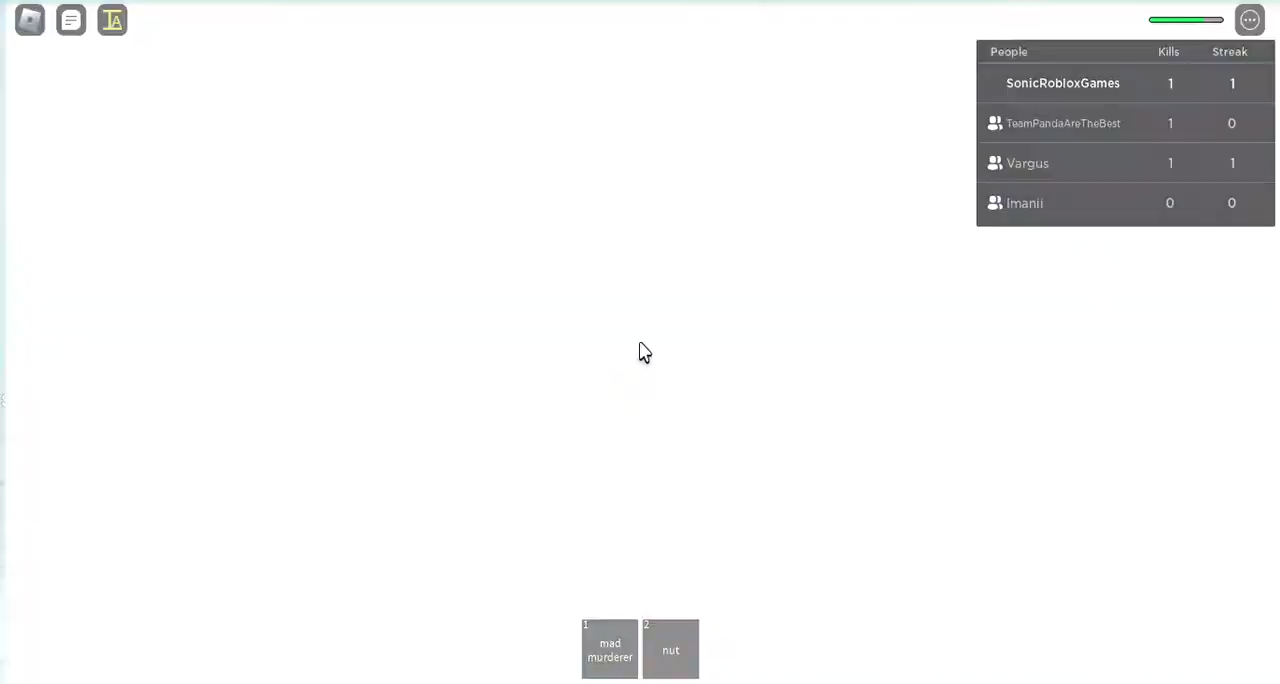 People Kills Streak
SonicRobloxGames 1 1
TeamPandaAreTheBest 1 0
Vargus 1 1
Imanii 0 0
1 2
mad murderer nut